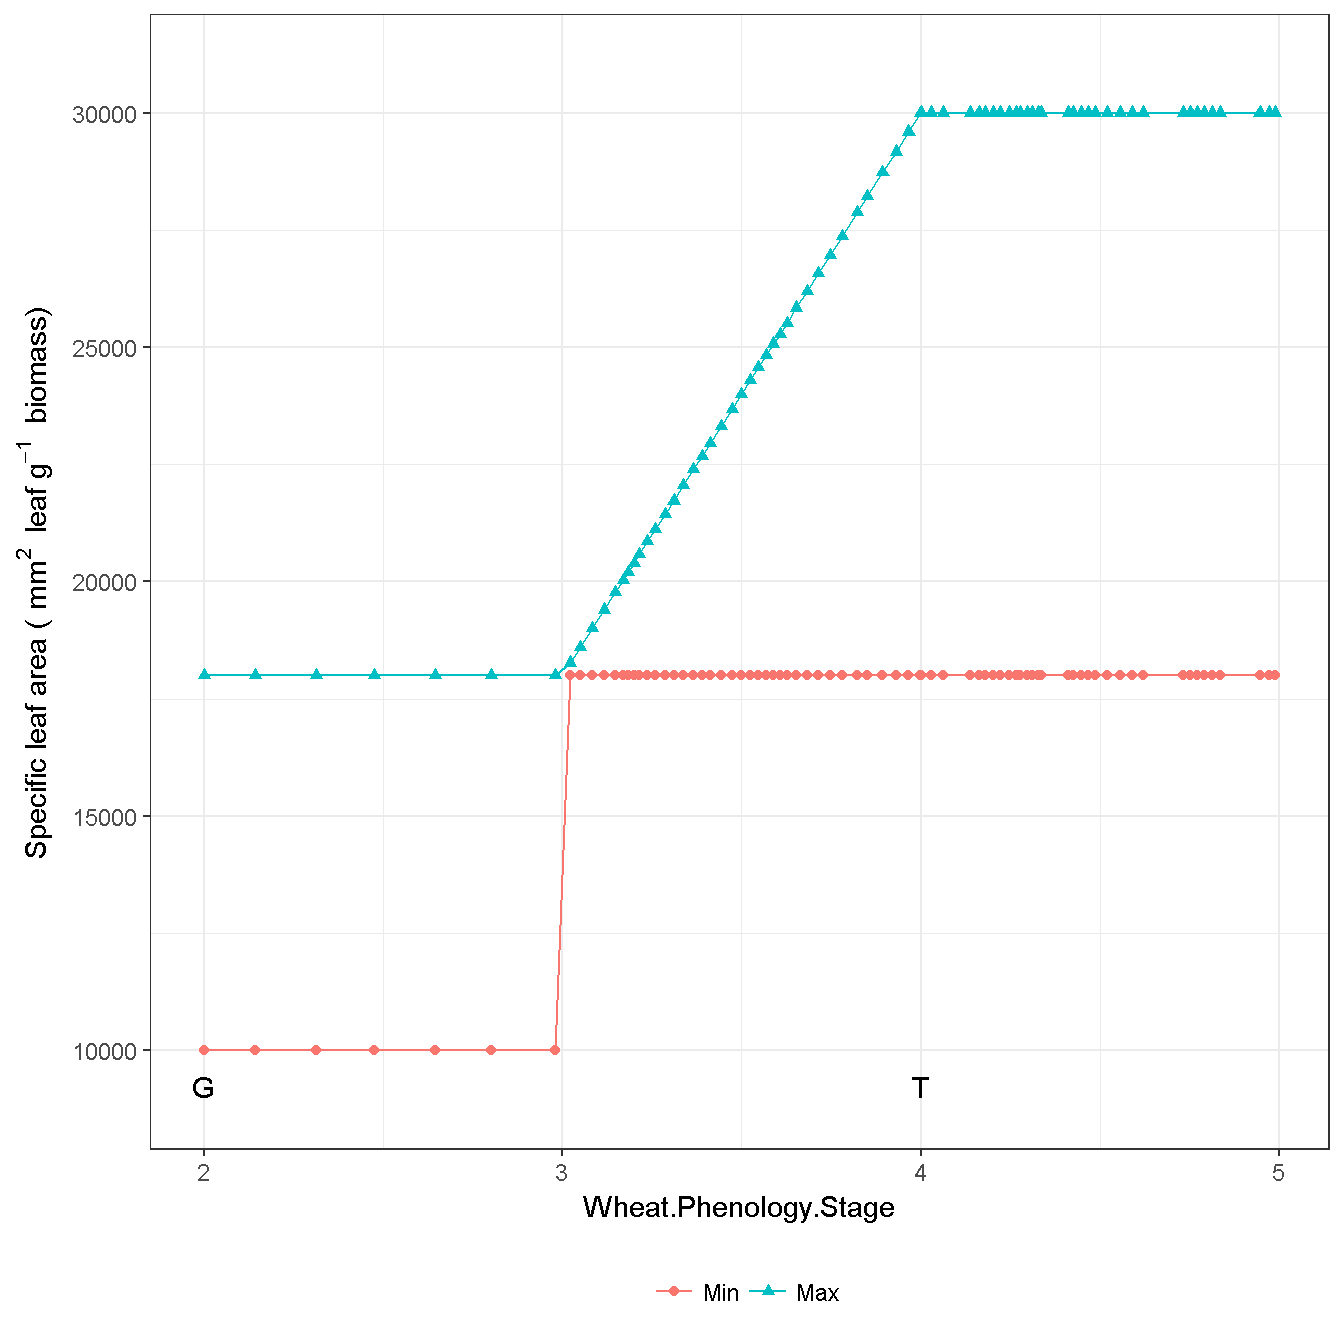 Specific leaf area ( mm² leaf g⁻¹ biomass)
30000
25000
20000
15000
10000
G
T
2 3 4 5
Wheat.Phenology.Stage
Min Max